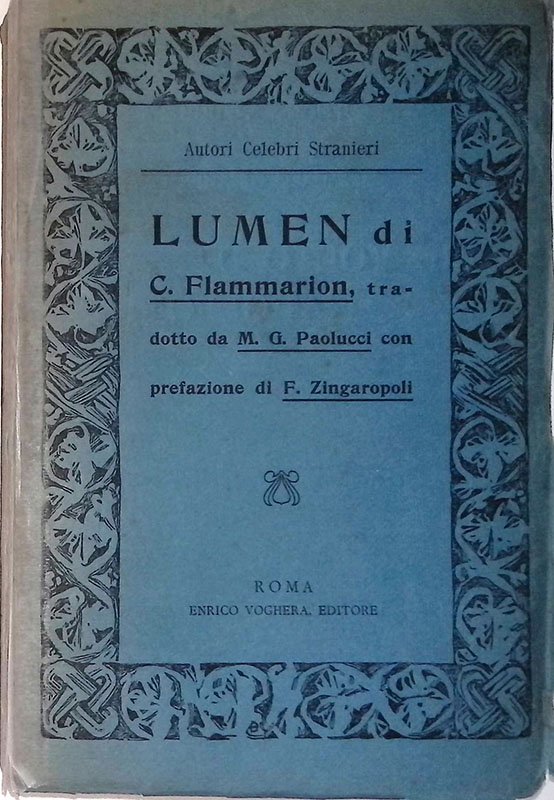 Autori Celebri Stranieri
LUMEN di
C. Flammarion, tra-
dotto da M. G. Paolucci con
prefazione di F. Zingaropoli
ROMA
ENRICO VOGHERA, EDITORE